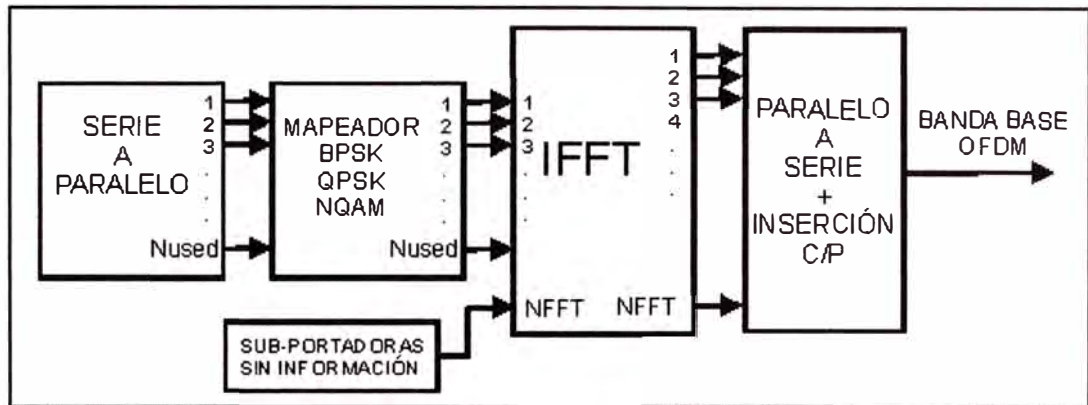 SERIE
A
PARALELO
1
2
3
Nused
MAPEADOR
BPSK
QPSK
NQAM
1
2
3
Nused
SUB-PORTADORAS
SIN INFORMACIÓN
1
2
3
IFFT
NFFT
1
2
3
4
NFFT
PARALELO
A
SERIE
+
INSERCIÓN
C/P
BANDA BASE
OFDM